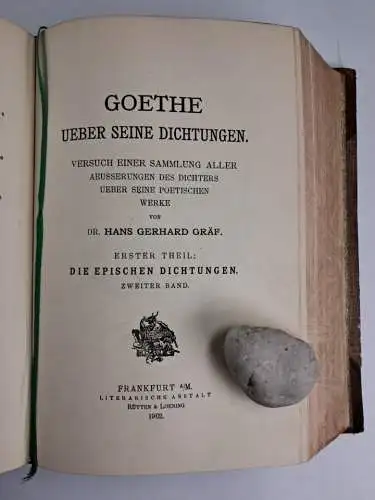 GOETHE
UEBER SEINE DICHTUNGEN.
VERSUCH EINER SAMMLUNG ALLER
AEUSSERUNGEN DES DICHTERS
UEBER SEINE POETISCHEN
WERKE
VON
DR. HANS GERHARD GRÄF.
ERSTER THEIL:
DIE EPISCHEN DICHTUNGEN.
ZWEITER BAND.
FRANKFURT A/M.
LITERARISCHE ANSTALT
RÜTTEN & LOENING
1902.